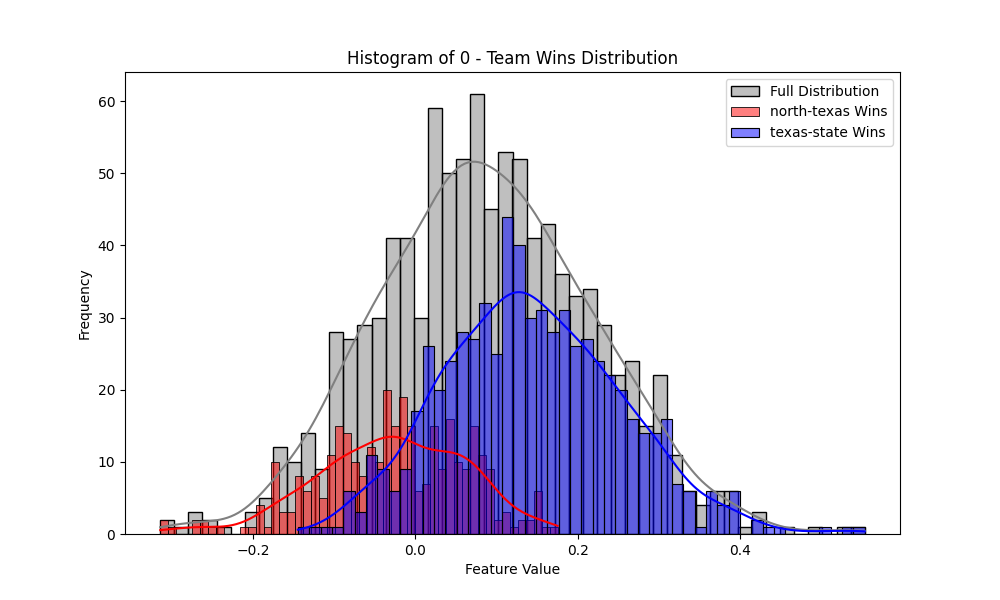 Histogram of 0 - Team Wins Distribution
Full Distribution
north-texas Wins
texas-state Wins
Frequency
60
50
40
30
20
10
0
−0.2 0.0 0.2 0.4
Feature Value